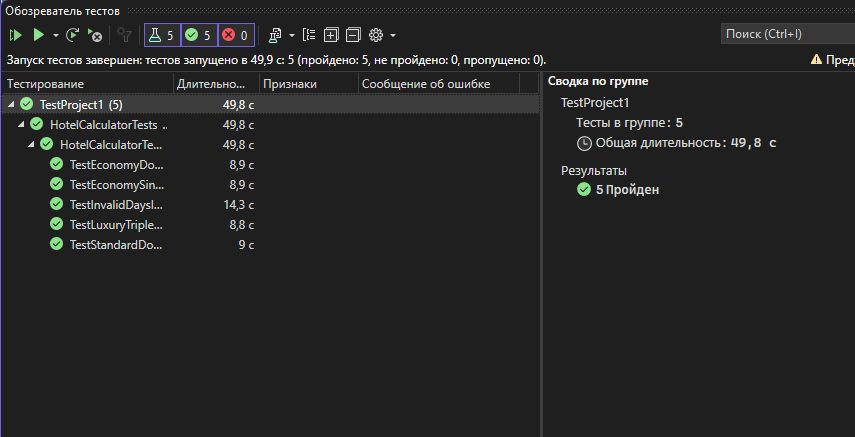 Обозреватель тестов
5 5 0 Поиск (Ctrl+I)
Запуск тестов завершен: тестов запущено в 49,9 с: 5 (пройдено: 5, не пройдено: 0, пропущено: 0). Пред
Тестирование Длительно... Признаки Сообщение об ошибке
TestProject1 (5) 49,8 с
HotelCalculatorTests .. 49,8 с
HotelCalculatorTe... 49,8 с
TestEconomyDo... 8,9 с
TestEconomySin... 8,9 с
TestInvalidDaysI... 14,3 с
TestLuxuryTriple... 8,8 с
TestStandardDo... 9 с
Сводка по группе
TestProject1
Тесты в группе: 5
Общая длительность: 49,8 с
Результаты
5 Пройден